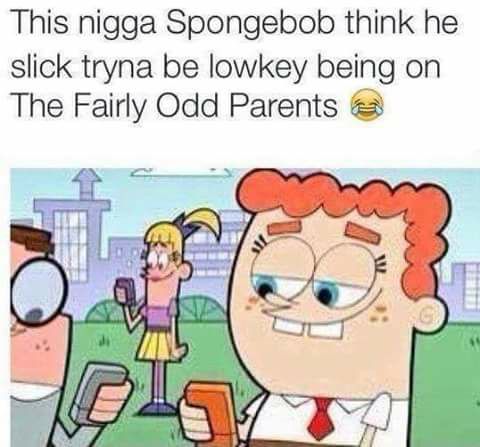 This nigga Spongebob think he
slick tryna be lowkey being on
The Fairly Odd Parents 😂